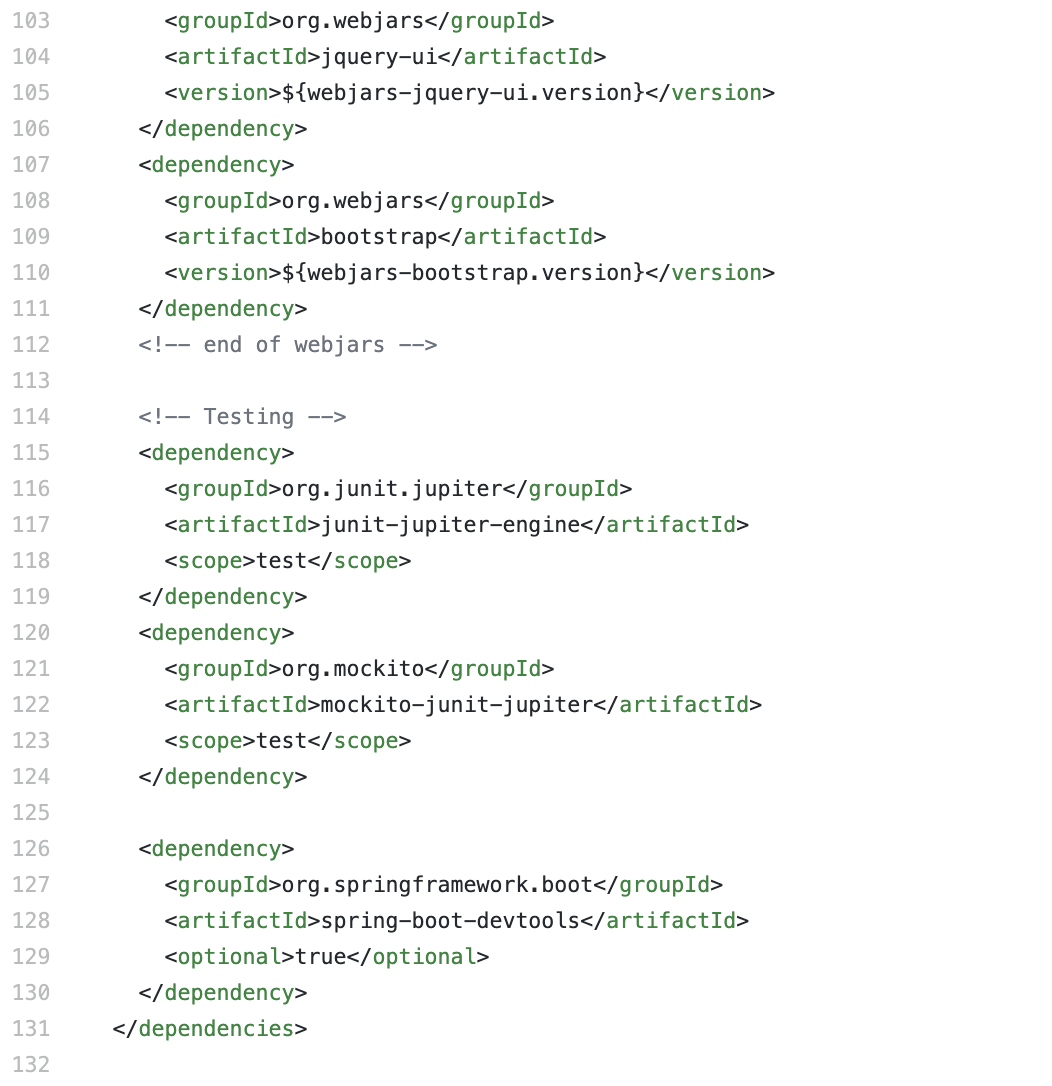 103         <groupId>org.webjars</groupId>
104         <artifactId>jquery-ui</artifactId>
105         <version>${webjars-jquery-ui.version}</version>
106       </dependency>
107       <dependency>
108         <groupId>org.webjars</groupId>
109         <artifactId>bootstrap</artifactId>
110         <version>${webjars-bootstrap.version}</version>
111       </dependency>
112       <!-- end of webjars -->
113
114       <!-- Testing -->
115       <dependency>
116         <groupId>org.junit.jupiter</groupId>
117         <artifactId>junit-jupiter-engine</artifactId>
118         <scope>test</scope>
119       </dependency>
120       <dependency>
121         <groupId>org.mockito</groupId>
122         <artifactId>mockito-junit-jupiter</artifactId>
123         <scope>test</scope>
124       </dependency>
125
126       <dependency>
127         <groupId>org.springframework.boot</groupId>
128         <artifactId>spring-boot-devtools</artifactId>
129         <optional>true</optional>
130       </dependency>
131     </dependencies>
132